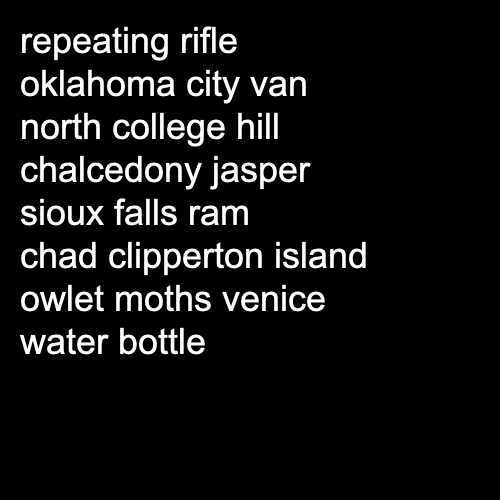 repeating rifle
oklahoma city van
north college hill
chalcedony jasper
sioux falls ram
chad clipperton island
owlet moths venice
water bottle